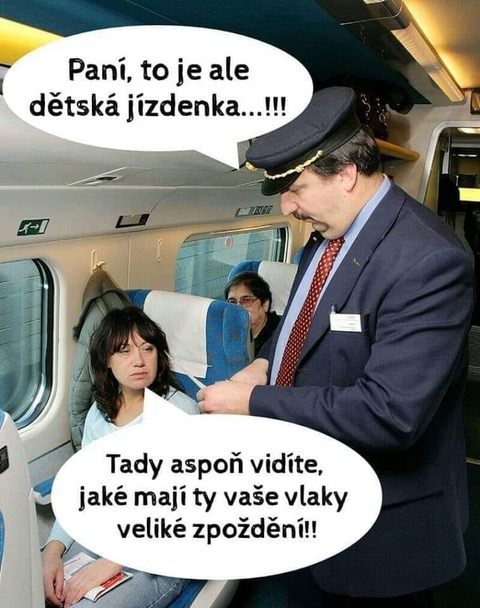 Paní, to je ale
dětská jízdenka...!!!
Tady aspoň vidíte,
jaké mají ty vaše vlaky
veliké zpoždění!!